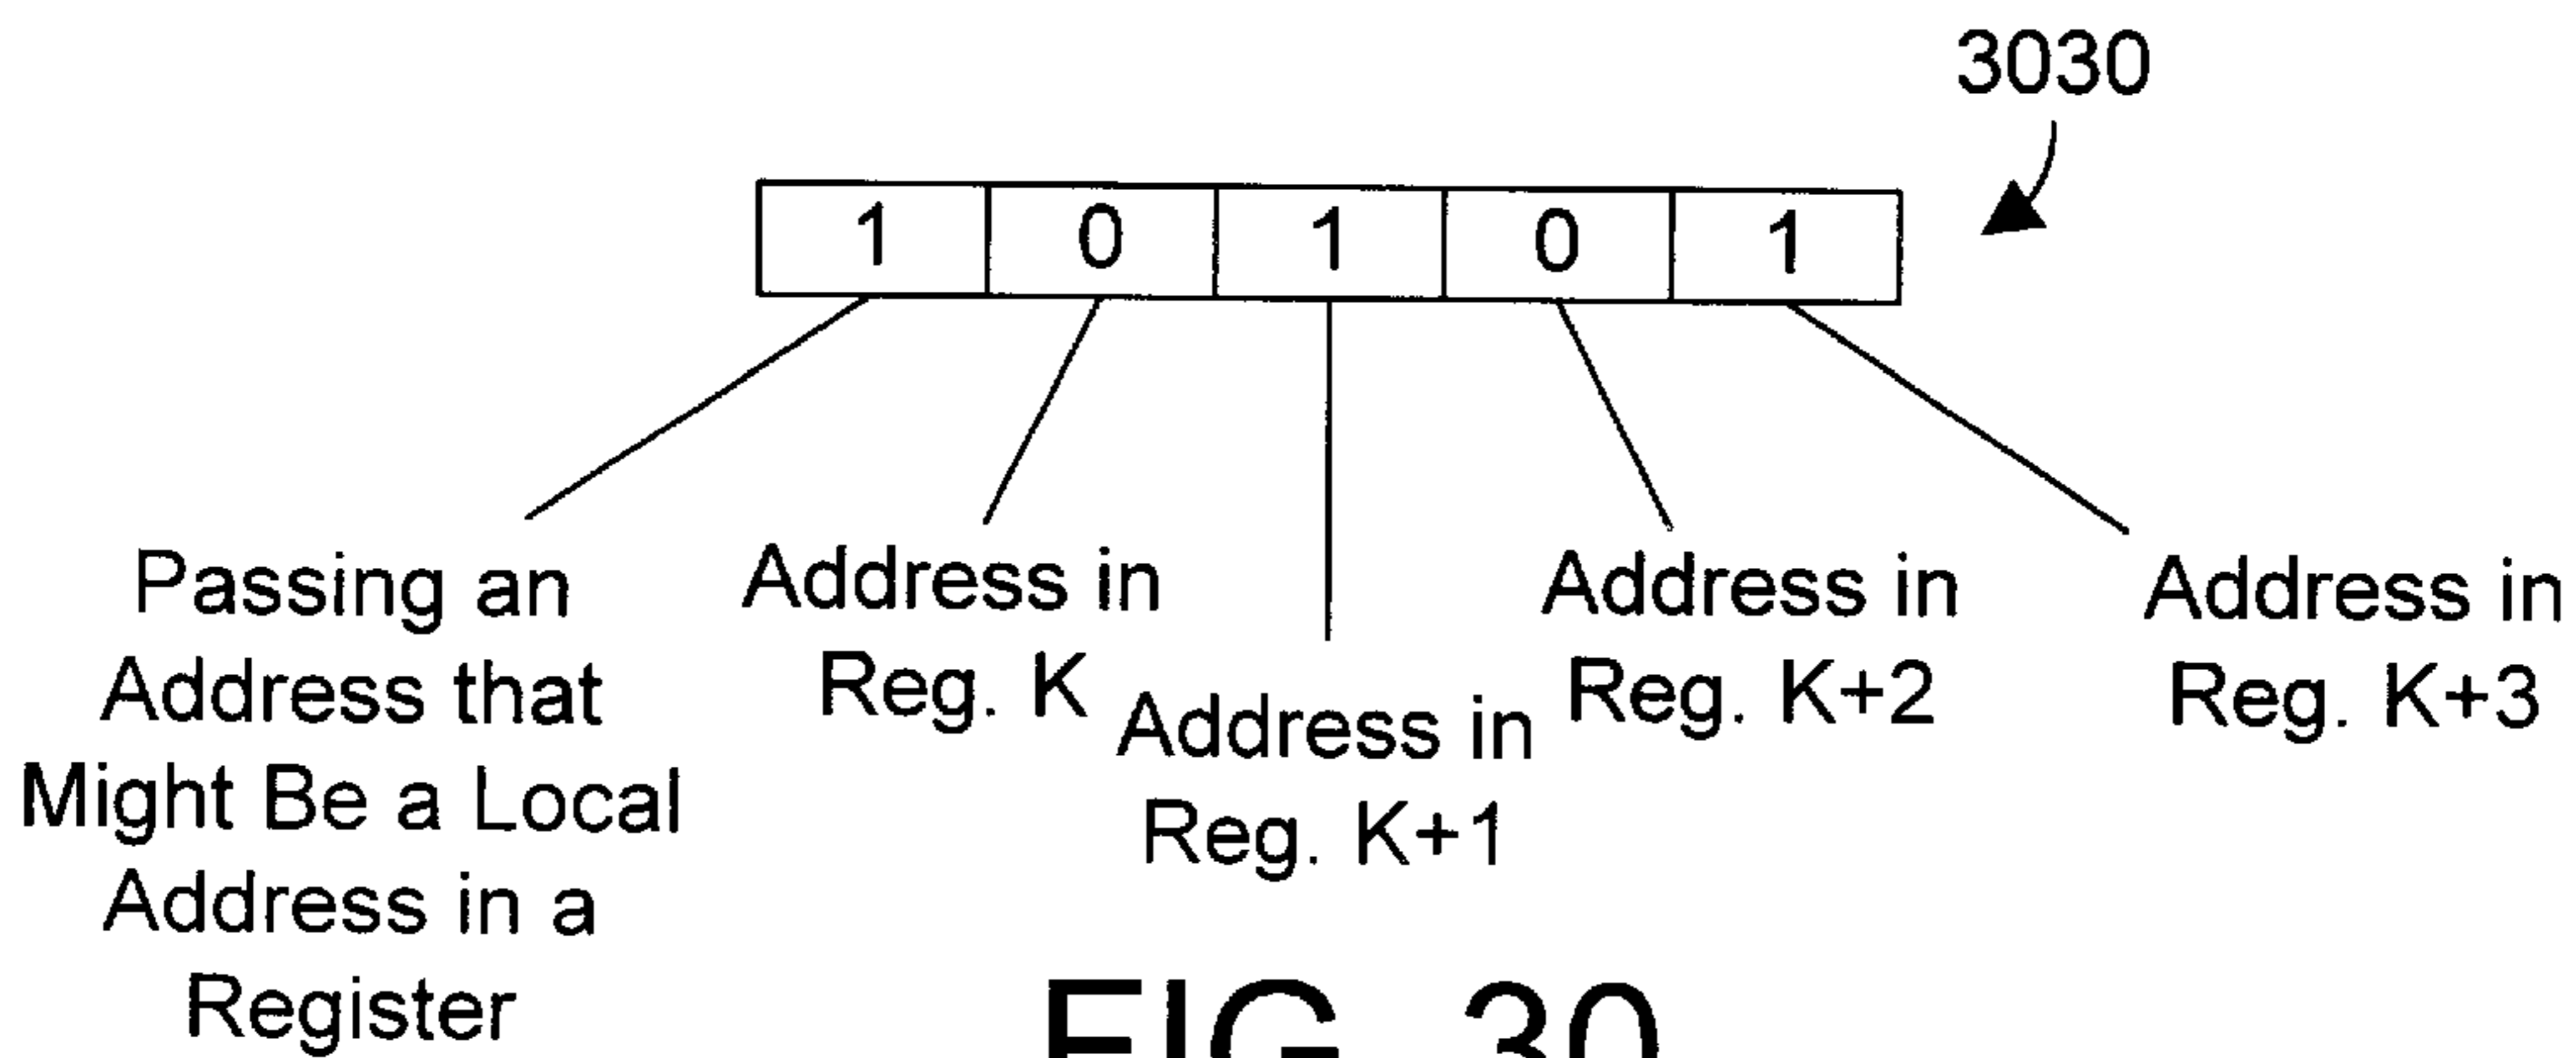 3030
1 0 1 0 1
Passing an
Address that
Might Be a Local
Address in a
Register
Address in
Reg. K
Address in
Reg. K+1
Address in
Reg. K+2
Address in
Reg. K+3
FIG. 30